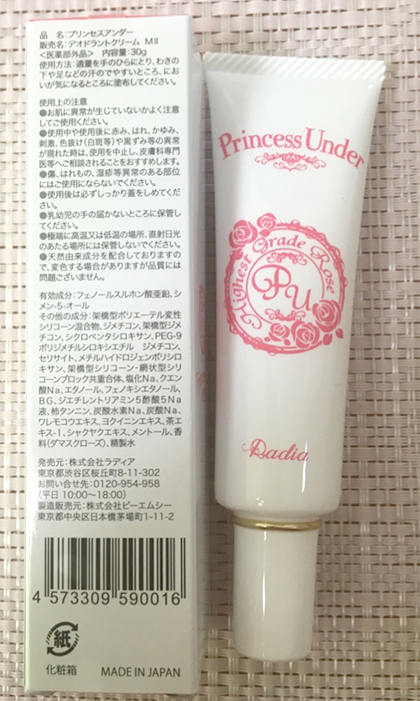 品　名：プリンセスアンダー
販売名：デオドラントクリーム MⅡ
＜医薬部外品＞ 内容量：30g
使用方法：適量を手のひらにとり、わきの
下や足などの汗のでやすいところ、にお
いが気になるところに塗布してください。
使用上の注意
●お肌に異常が生じていないかよく注意
してご使用ください。
●使用中や使用後に赤み、はれ、かゆみ、
刺激、色抜け(白斑等)や黒ずみ等の異常
が現れた時は、使用を中止し、皮膚科専門
医等へご相談されることをおすすめします。
●傷、はれもの、湿疹等異常のある部位
にはご使用にならないでください。
●使用後は必ずしっかり蓋をしめてくだ
さい。
●乳幼児の手の届かないところに保管し
てください。
●極端に高温又は低温の場所、直射日光
のあたる場所には保管しないでください。
●天然由来成分を配合しておりますの
で、変色する場合がありますが品質には
問題ございません。
有効成分：フェノールスルホン酸亜鉛、シ
メン-5-オール
その他の成分：架橋型ポリエーテル変性
シリコーン混合物、ジメチコン、架橋型ジメ
チコン、シクロペンタシロキサン、PEG-9
ポリジメチルシロキシエチル　ジメチコン、
セリサイト、メチルハイドロジェンポリシロ
キサン、架橋型シリコーン・網状型シリ
コーンブロック共重合体、塩化Na、クエン
酸Na、エタノール、フェノキシエタノール、
BG、ジエチレントリアミン5酢酸5Na
液、柿タンニン、炭酸水素Na、炭酸Na、
ワレモコウエキス、ヨクイニンエキス、茶エ
キス-1、シャクヤクエキス、メントール、香
料(ダマスクローズ)、精製水
発売元：株式会社ラディア
東京都渋谷区桜丘町8-11-302
お問い合せ先：0120-954-958
(平日 10:00〜18:00)
製造販売元：株式会社ピーエムシー
東京都中央区日本橋茅場町1-11-2
4 573309 590016
紙
化粧箱
MADE IN JAPAN
Princess Under
Highest Grade Rose
PU
Radia